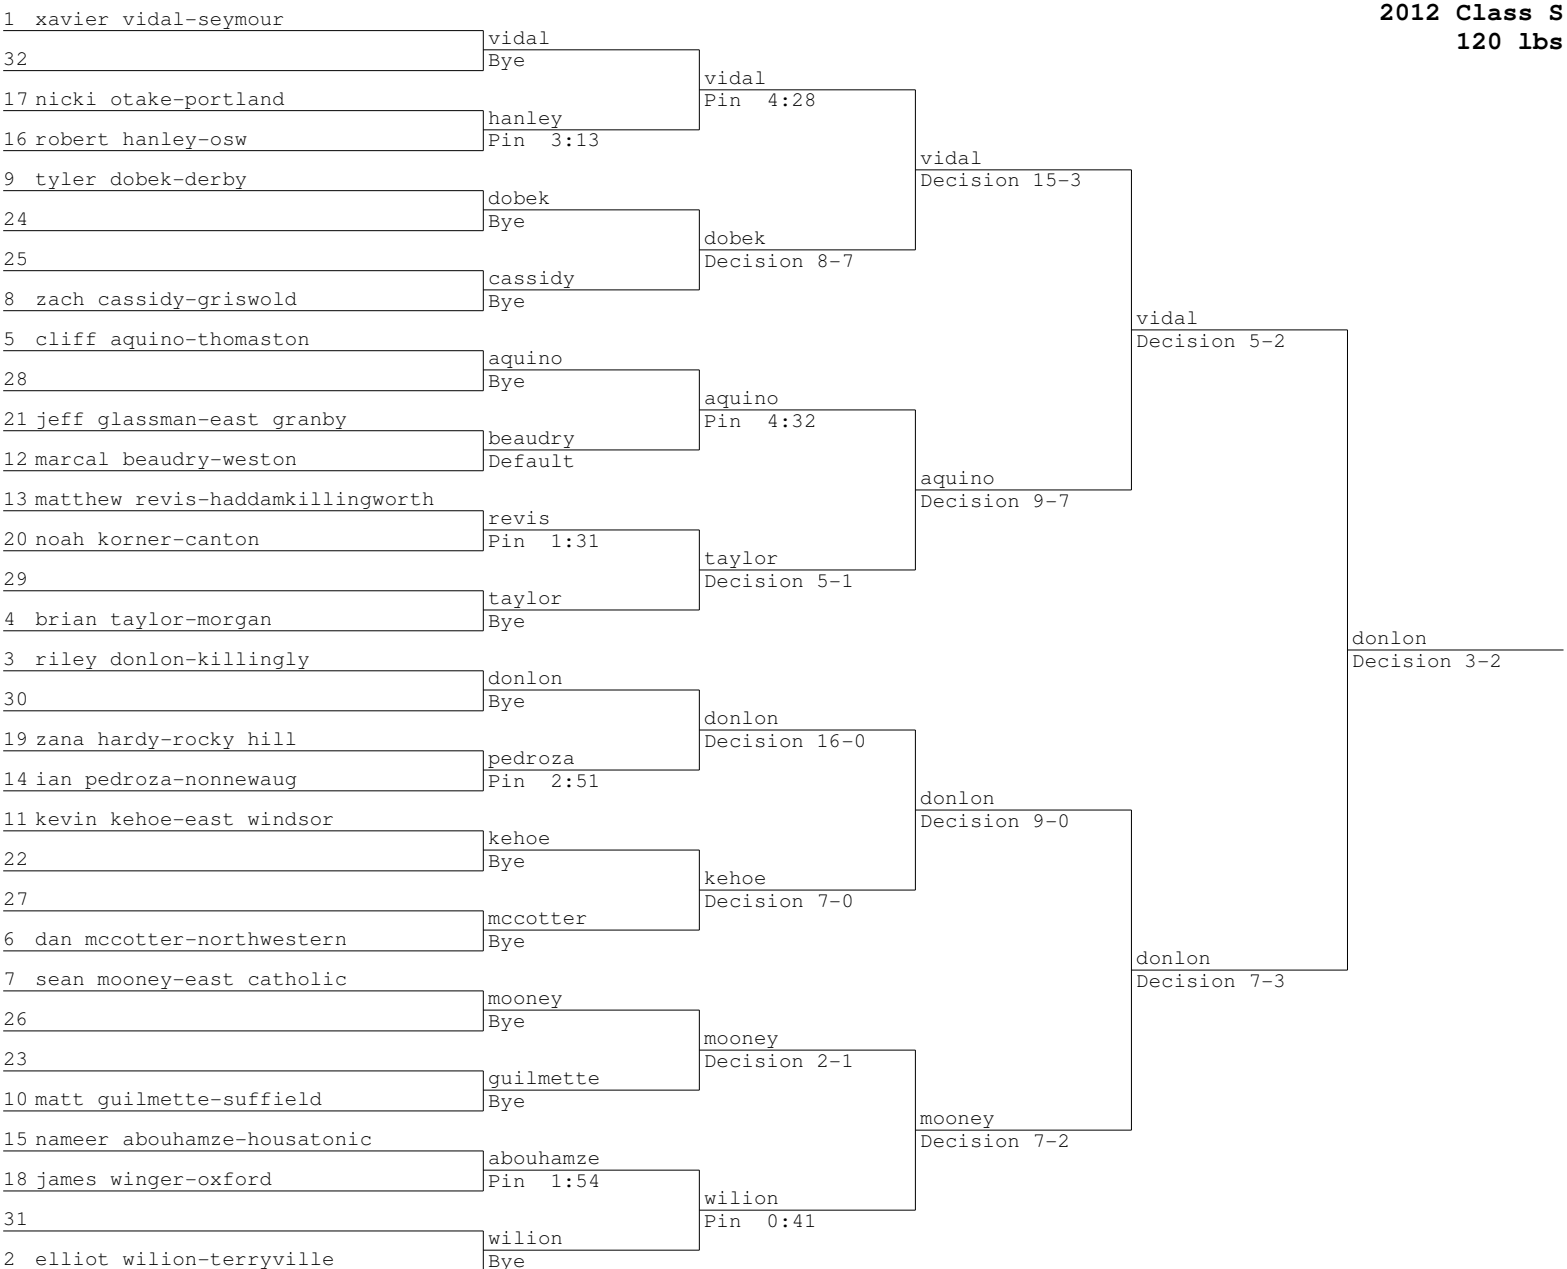 2012 Class S
120 lbs
1 xavier vidal-seymour
vidal
32
Bye
vidal
17 nicki otake-portland
Pin 4:28
hanley
16 robert hanley-osw
Pin 3:13
vidal
9 tyler dobek-derby
Decision 15-3
dobek
24
Bye
dobek
25
Decision 8-7
cassidy
8 zach cassidy-griswold
Bye
vidal
5 cliff aquino-thomaston
Decision 5-2
aquino
28
Bye
aquino
21 jeff glassman-east granby
Pin 4:32
beaudry
12 marcal beaudry-weston
Default
aquino
13 matthew revis-haddamkillingworth
Decision 9-7
revis
20 noah korner-canton
Pin 1:31
taylor
29
Decision 5-1
taylor
4 brian taylor-morgan
Bye
donlon
3 riley donlon-killingly
Decision 3-2
donlon
30
Bye
donlon
19 zana hardy-rocky hill
Decision 16-0
pedroza
14 ian pedroza-nonnewaug
Pin 2:51
donlon
11 kevin kehoe-east windsor
Decision 9-0
kehoe
22
Bye
kehoe
27
Decision 7-0
mccotter
6 dan mccotter-northwestern
Bye
donlon
7 sean mooney-east catholic
Decision 7-3
mooney
26
Bye
mooney
23
Decision 2-1
guilmette
10 matt guilmette-suffield
Bye
mooney
15 nameer abouhamze-housatonic
Decision 7-2
abouhamze
18 james winger-oxford
Pin 1:54
wilion
31
Pin 0:41
wilion
2 elliot wilion-terryville
Bye